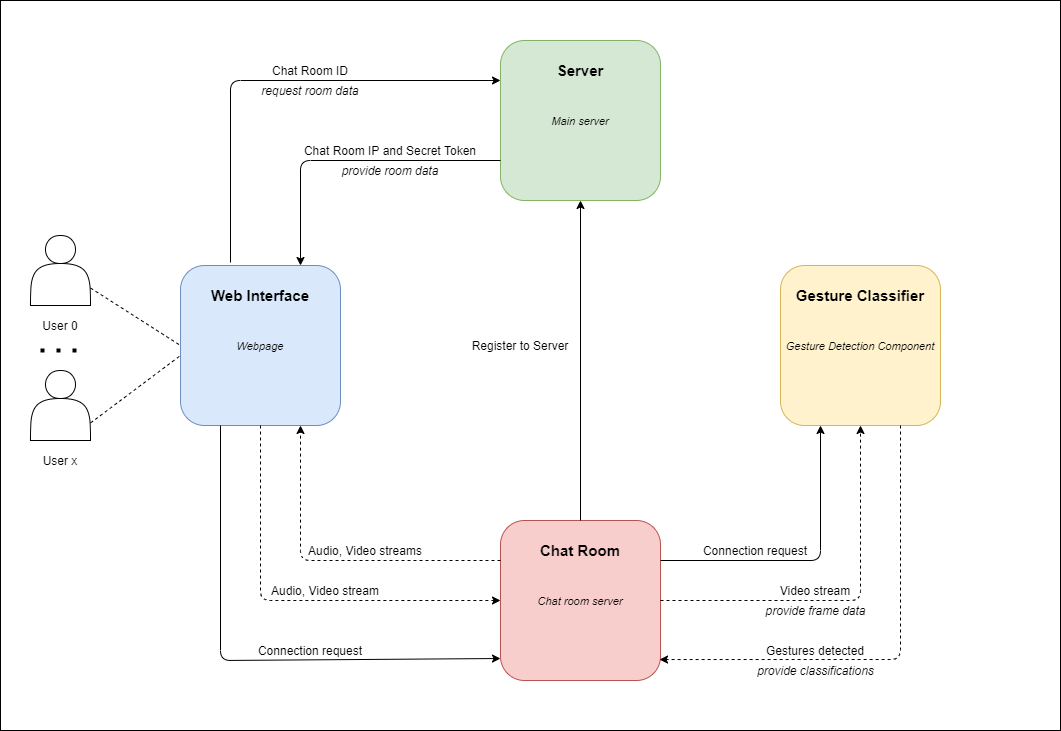 Chat Room ID
request room data
Server
Main server
Chat Room IP and Secret Token
provide room data
User 0
...
User x
Web Interface
Webpage
Register to Server
Gesture Classifier
Gesture Detection Component
Audio, Video streams
Audio, Video stream
Connection request
Chat Room
Chat room server
Connection request
Video stream
provide frame data
Gestures detected
provide classifications